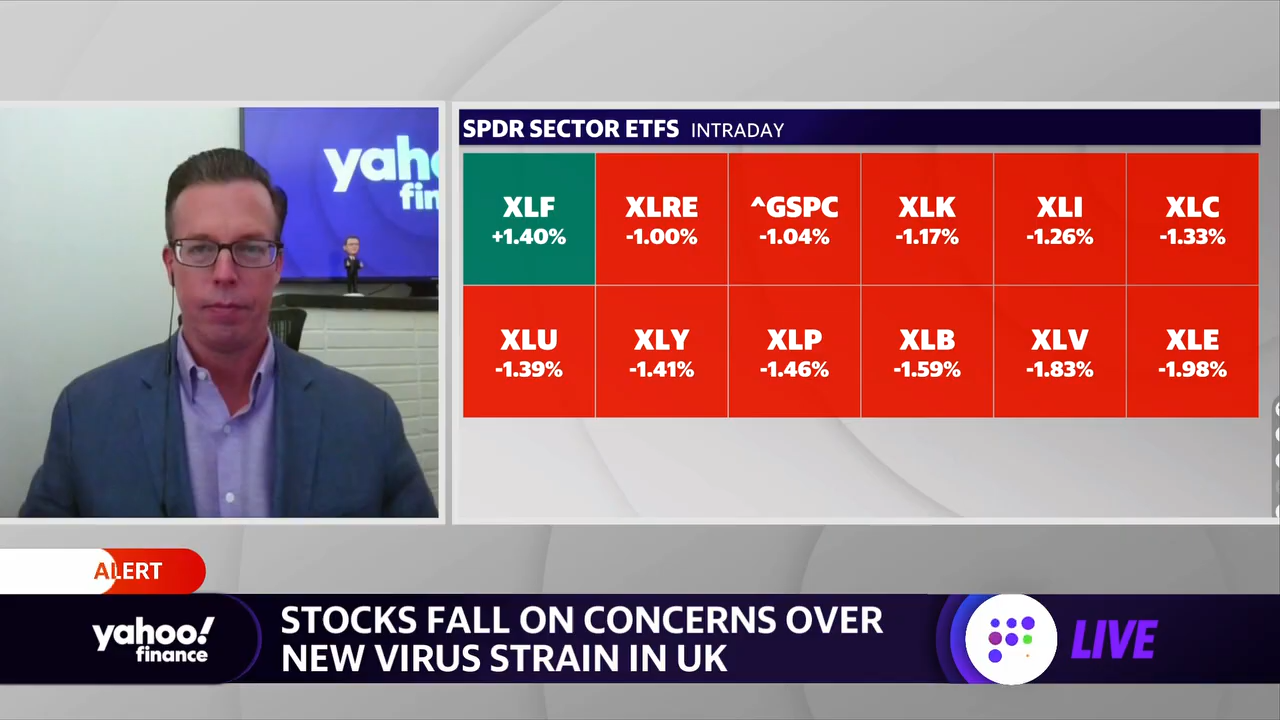 yaho
fin
SPDR SECTOR ETFS INTRADAY
XLF
+1.40%
XLRE
-1.00%
^GSPC
-1.04%
XLK
-1.17%
XLI
-1.26%
XLC
-1.33%
XLU
-1.39%
XLY
-1.41%
XLP
-1.46%
XLB
-1.59%
XLV
-1.83%
XLE
-1.98%
ALERT
yahoo!
finance
STOCKS FALL ON CONCERNS OVER
NEW VIRUS STRAIN IN UK
LIVE